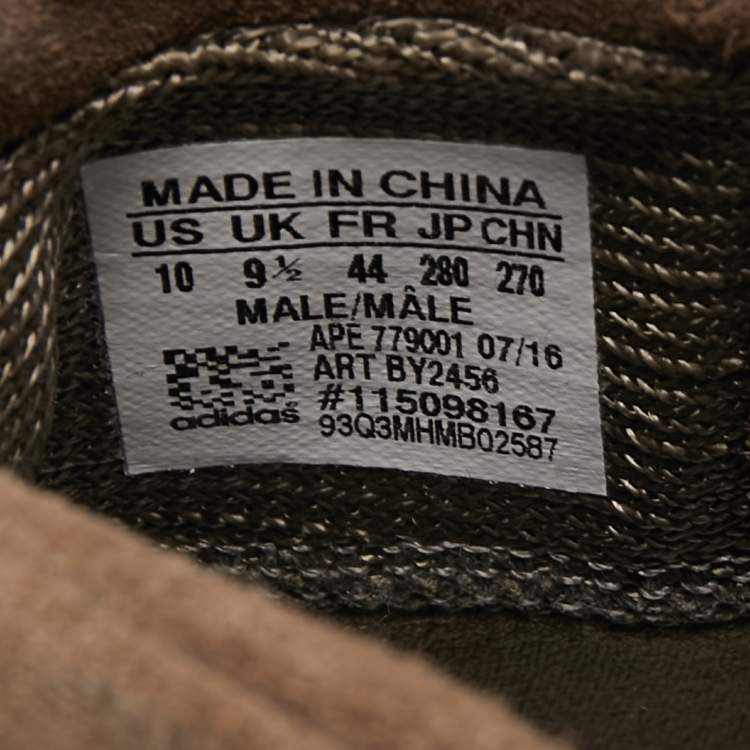 MADE IN CHINA
US UK FR JP CHN
10 9½ 44 280 270
MALE/MÂLE
APE 779001 07/16
ART BY2456
#115098167
adidas
93Q3MHMB02587